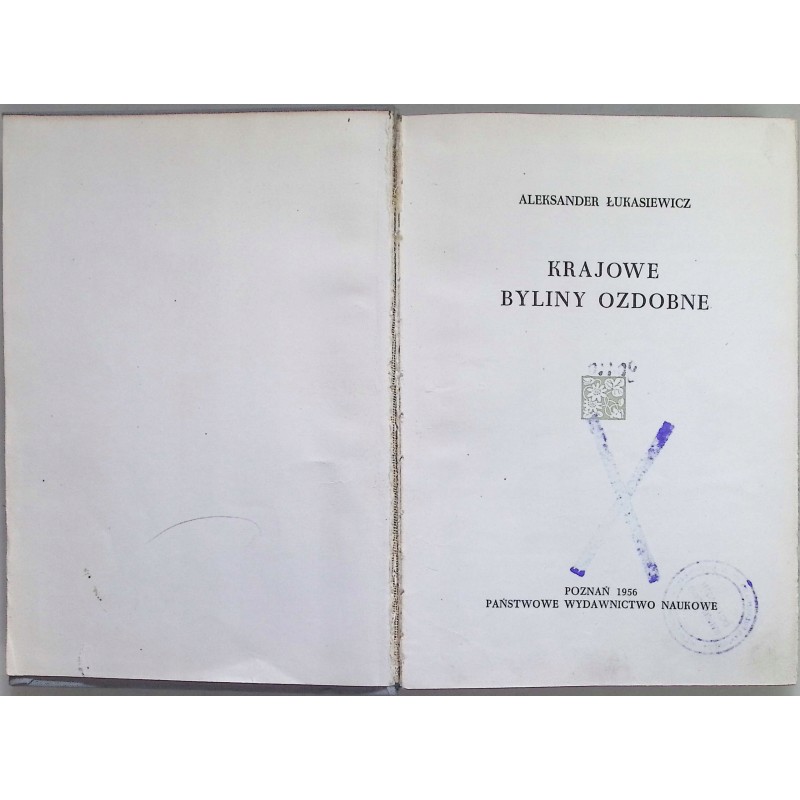 ALEKSANDER ŁUKASIEWICZ
KRAJOWE
BYLINY OZDOBNE
POZNAŃ 1956
PAŃSTWOWE WYDAWNICTWO NAUKOWE